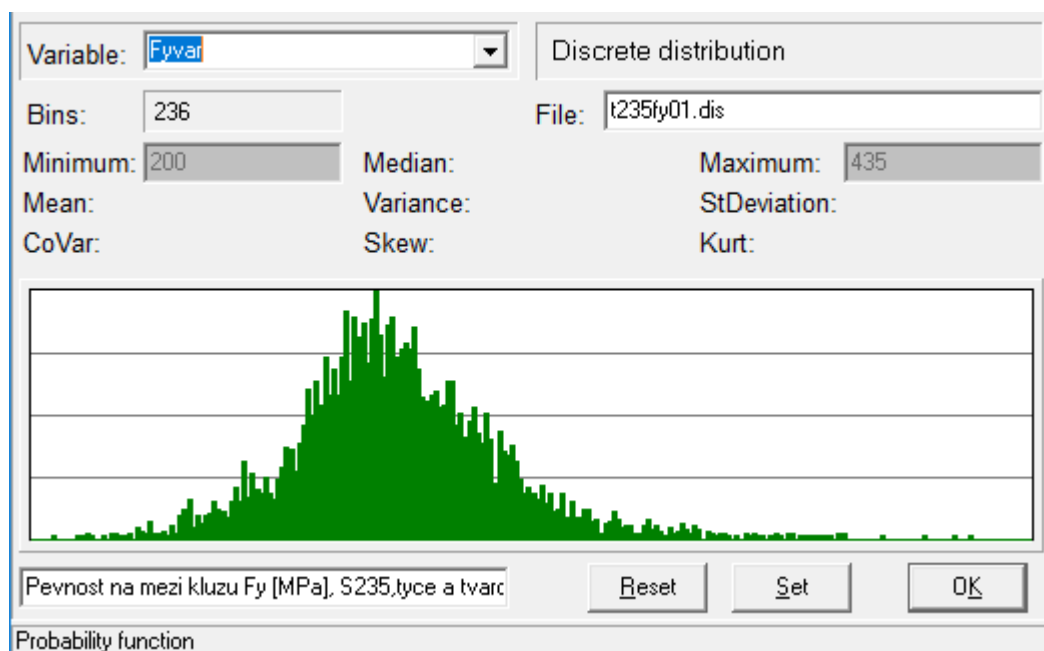 Variable: Fyvar Discrete distribution
Bins: 236 File: t235fy01.dis
Minimum: 200 Median: Maximum: 435
Mean: Variance: StDeviation:
CoVar: Skew: Kurt:
Pevnost na mezi kluzu Fy [MPa], S235,tyce a tvarc Reset Set OK
Probability function